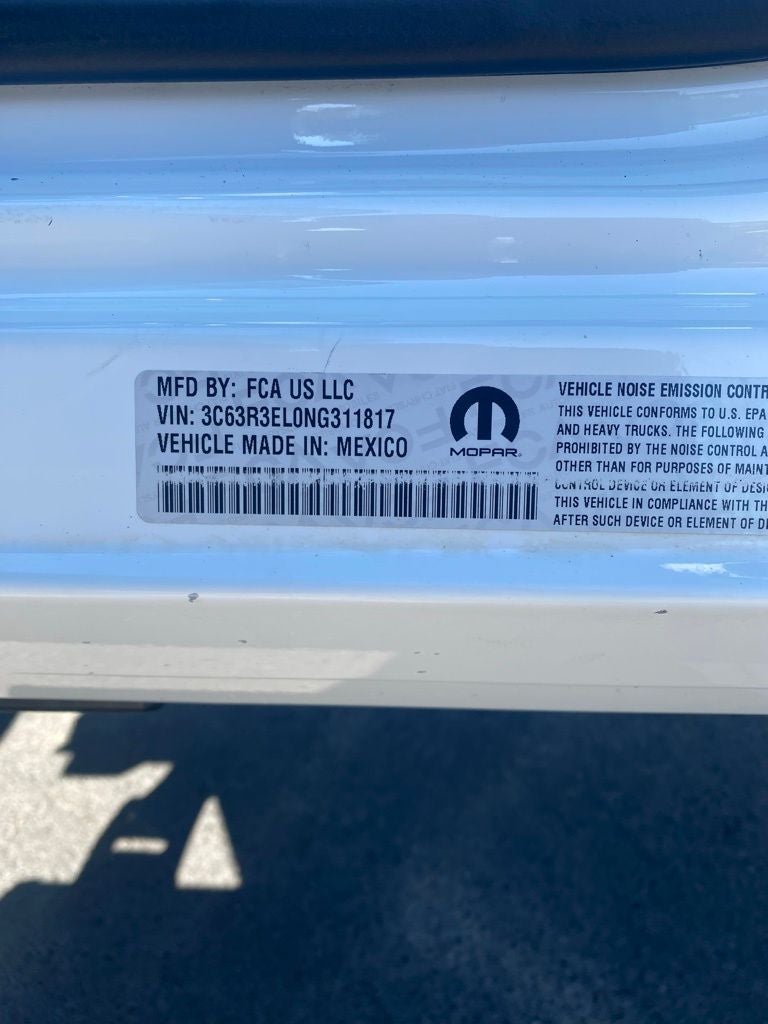 MFD BY: FCA US LLC
VIN: 3C63R3EL0NG311817
VEHICLE MADE IN: MEXICO
MOPAR
VEHICLE NOISE EMISSION CONTR
THIS VEHICLE CONFORMS TO U.S. EPA
AND HEAVY TRUCKS. THE FOLLOWING
PROHIBITED BY THE NOISE CONTROL A
OTHER THAN FOR PURPOSES OF MAINT
CONTROL DEVICE OR ELEMENT OF DESIG
THIS VEHICLE IN COMPLIANCE WITH TH
AFTER SUCH DEVICE OR ELEMENT OF DE